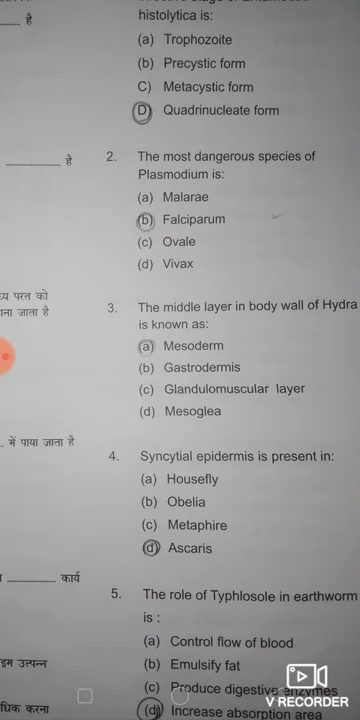 histolytica is:
(a) Trophozoite
(b) Precystic form
C) Metacystic form
D) Quadrinucleate form
2. The most dangerous species of
Plasmodium is:
(a) Malarae
(b) Falciparum
(c) Ovale
(d) Vivax
3. The middle layer in body wall of Hydra
is known as:
(a) Mesoderm
(b) Gastrodermis
(c) Glandulomuscular layer
(d) Mesoglea
4. Syncytial epidermis is present in:
(a) Housefly
(b) Obelia
(c) Metaphire
(d) Ascaris
5. The role of Typhlosole in earthworm
is :
(a) Control flow of blood
(b) Emulsify fat
(c) Produce digestive enzymes
(d) Increase absorption area
है
है
परत को
जाता है
में पाया जाता है
कार्य
उत्पन्न
करना
V RECORDER